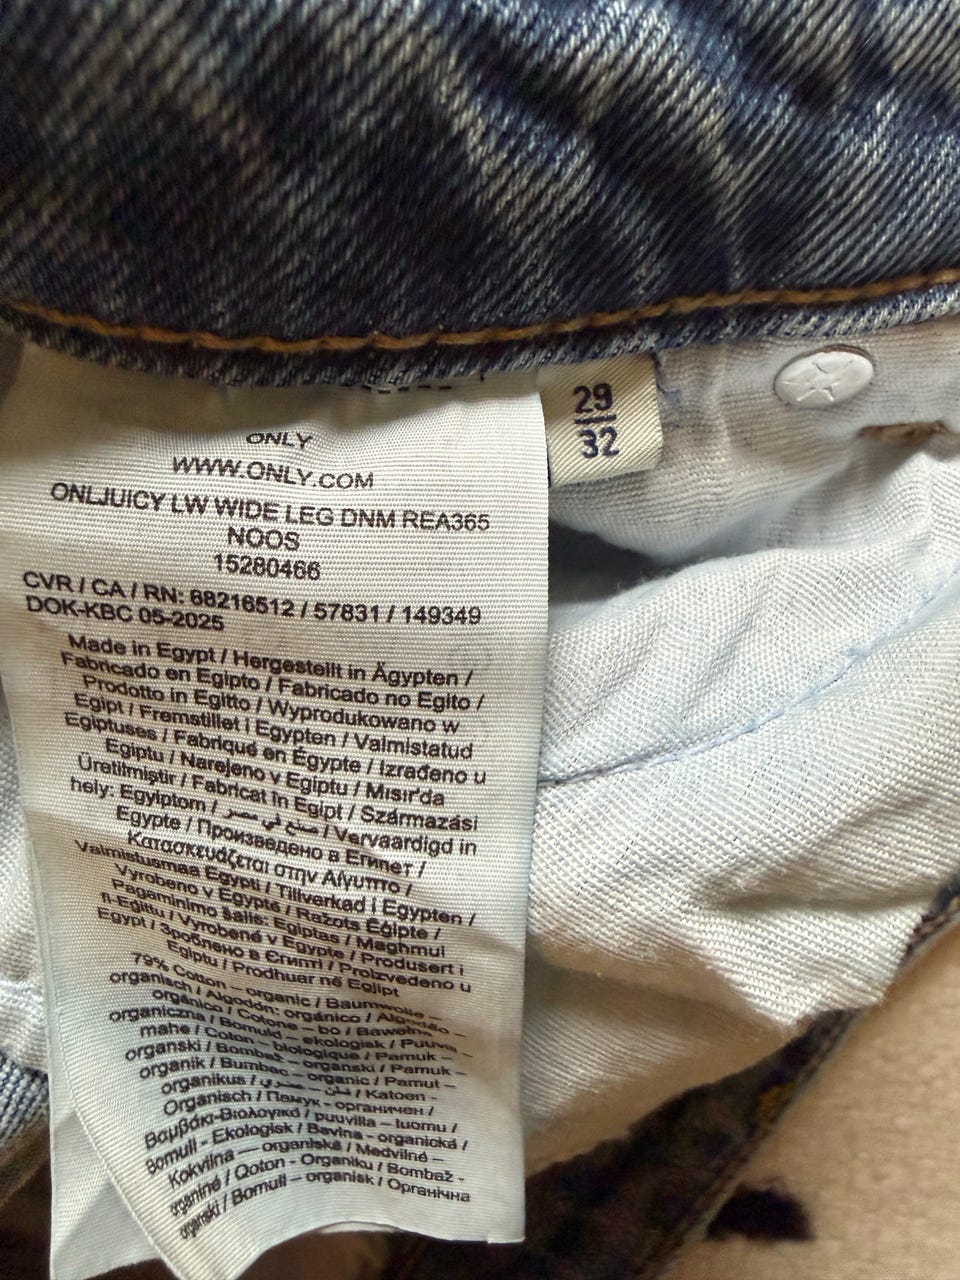 29
32
ONLY
WWW.ONLY.COM
ONLJUICY LW WIDE LEG DNM REA365
NOOS
15280466
CVR / CA / RN: 68216512 / 57831 / 149349
DOK-KBC 05-2025
Made in Egypt / Hergestellt in Ägypten /
Fabricado en Egipto / Fabricado no Egito /
Prodotto in Egitto / Wyprodukowano w
Egipt / Fremstillet i Egypten / Valmistatud
Egiptuses / Fabriqué en Égypte / Izrađeno u
Egiptu / Narejeno v Egiptu / Mısır'da
Üretilmiştir / Fabricat în Egipt / Származási
hely: Egyiptom / صنع في مصر / Vervaardigd in
Egypte / Произведено в Египет /
Κατασκευάζεται στην Αίγυπτο /
Valmistusmaa Egypti / Tillverkad i Egypten /
Vyrobeno v Egyptě / Ražots Ēģipte /
Pagaminimo šalis: Egiptas / Maghmul
fl-Eġittu / Vyrobené v Egypte / Produsert i
Egypt / Зроблено в Єгипті / Proizvedeno u
Egiptu / Prodhuar në Egjipt
79% Cotton – organic / Baumwolle –
organisch / Algodón: orgánico / Algodão –
orgânico / Cotone – bo / Bawełna
organiczna / Bomuld – økologisk / Puuvill –
mahe / Coton – biologique / Pamuk –
organski / Bombaž – organski / Pamuk –
organik / Bumbac – organic / Pamut –
organikus / / Katoen -
Organisch / Памук - органичен /
Βαμβάκι-Βιολογικό / puuvilla – luomu /
Bomull - Ekologisk / Bavlna - organická /
Kokvilna — organiska / Medvilnė –
organinė / Qoton - Organiku / Bombaž -
organski / Bomull – organisk / Органічна